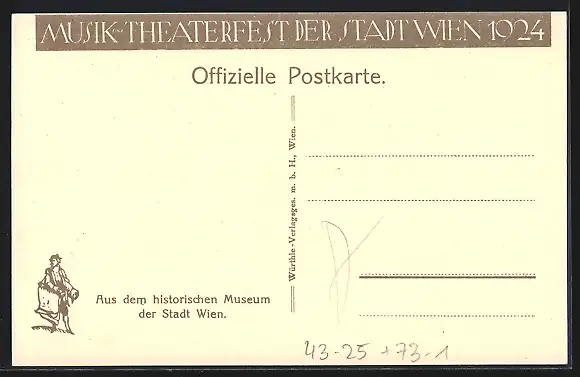 MUSIK-THEATERFEST DER STADT WIEN 1924
Offizielle Postkarte.
Würthle-Verlagsges. m. b. H., Wien.
Aus dem historischen Museum
der Stadt Wien.
43-25 +73-1